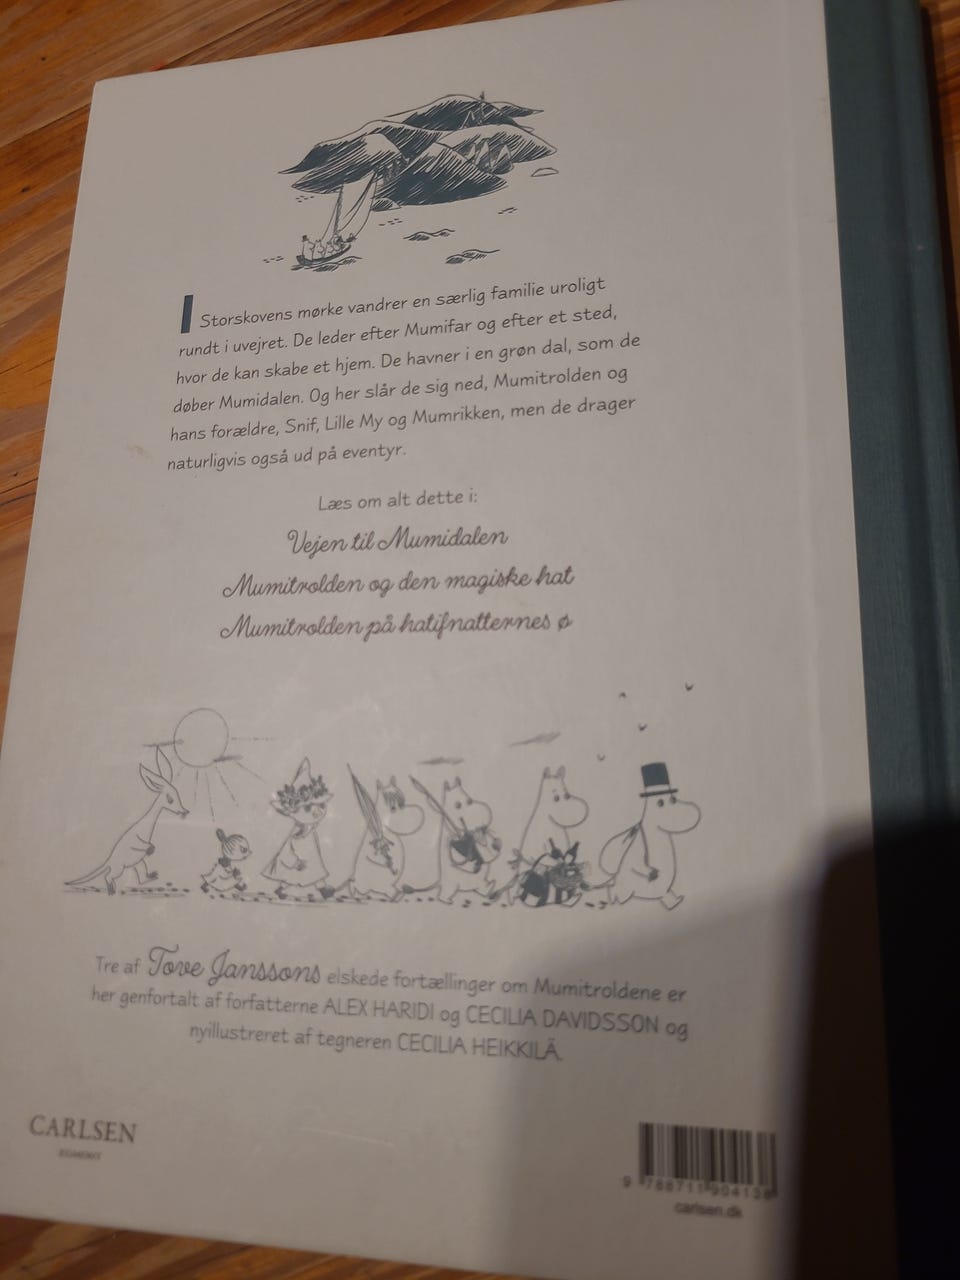 I Storskovens mørke vandrer en særlig familie uroligt
rundt i uvejret. De leder efter Mumifar og efter et sted,
hvor de kan skabe et hjem. De havner i en grøn dal, som de
døber Mumidalen. Og her slår de sig ned, Mumitrolden og
hans forældre, Snif, Lille My og Mumrikken, men de drager
naturligvis også ud på eventyr.
Læs om alt dette i:
Vejen til Mumidalen
Mumitrolden og den magiske hat
Mumitrolden på hatifnatternes ø
Tre af Tove Janssons elskede fortællinger om Mumitroldene er
her genfortalt af forfatterne ALEX HARIDI og CECILIA DAVIDSSON og
nyillustreret af tegneren CECILIA HEIKKILÄ.
CARLSEN
EGMONT
9 788711 904138
carlsen.dk